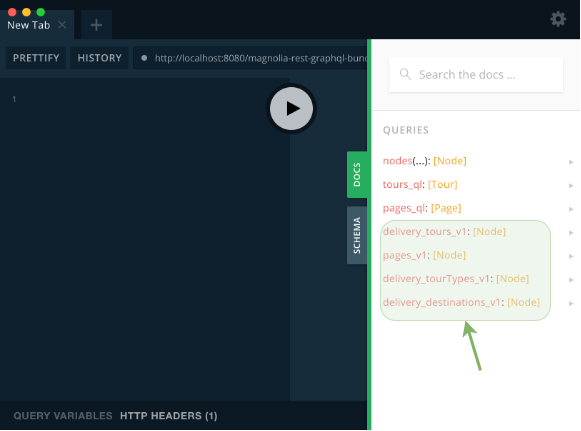 New Tab
PRETTIFY HISTORY http://localhost:8080/magnolia-rest-graphql-bund
1
DOCS
SCHEMA
Search the docs ...
QUERIES
nodes(...): [Node]
tours_ql: [Tour]
pages_ql: [Page]
delivery_tours_v1: [Node]
pages_v1: [Node]
delivery_tourTypes_v1: [Node]
delivery_destinations_v1: [Node]
QUERY VARIABLES HTTP HEADERS (1)